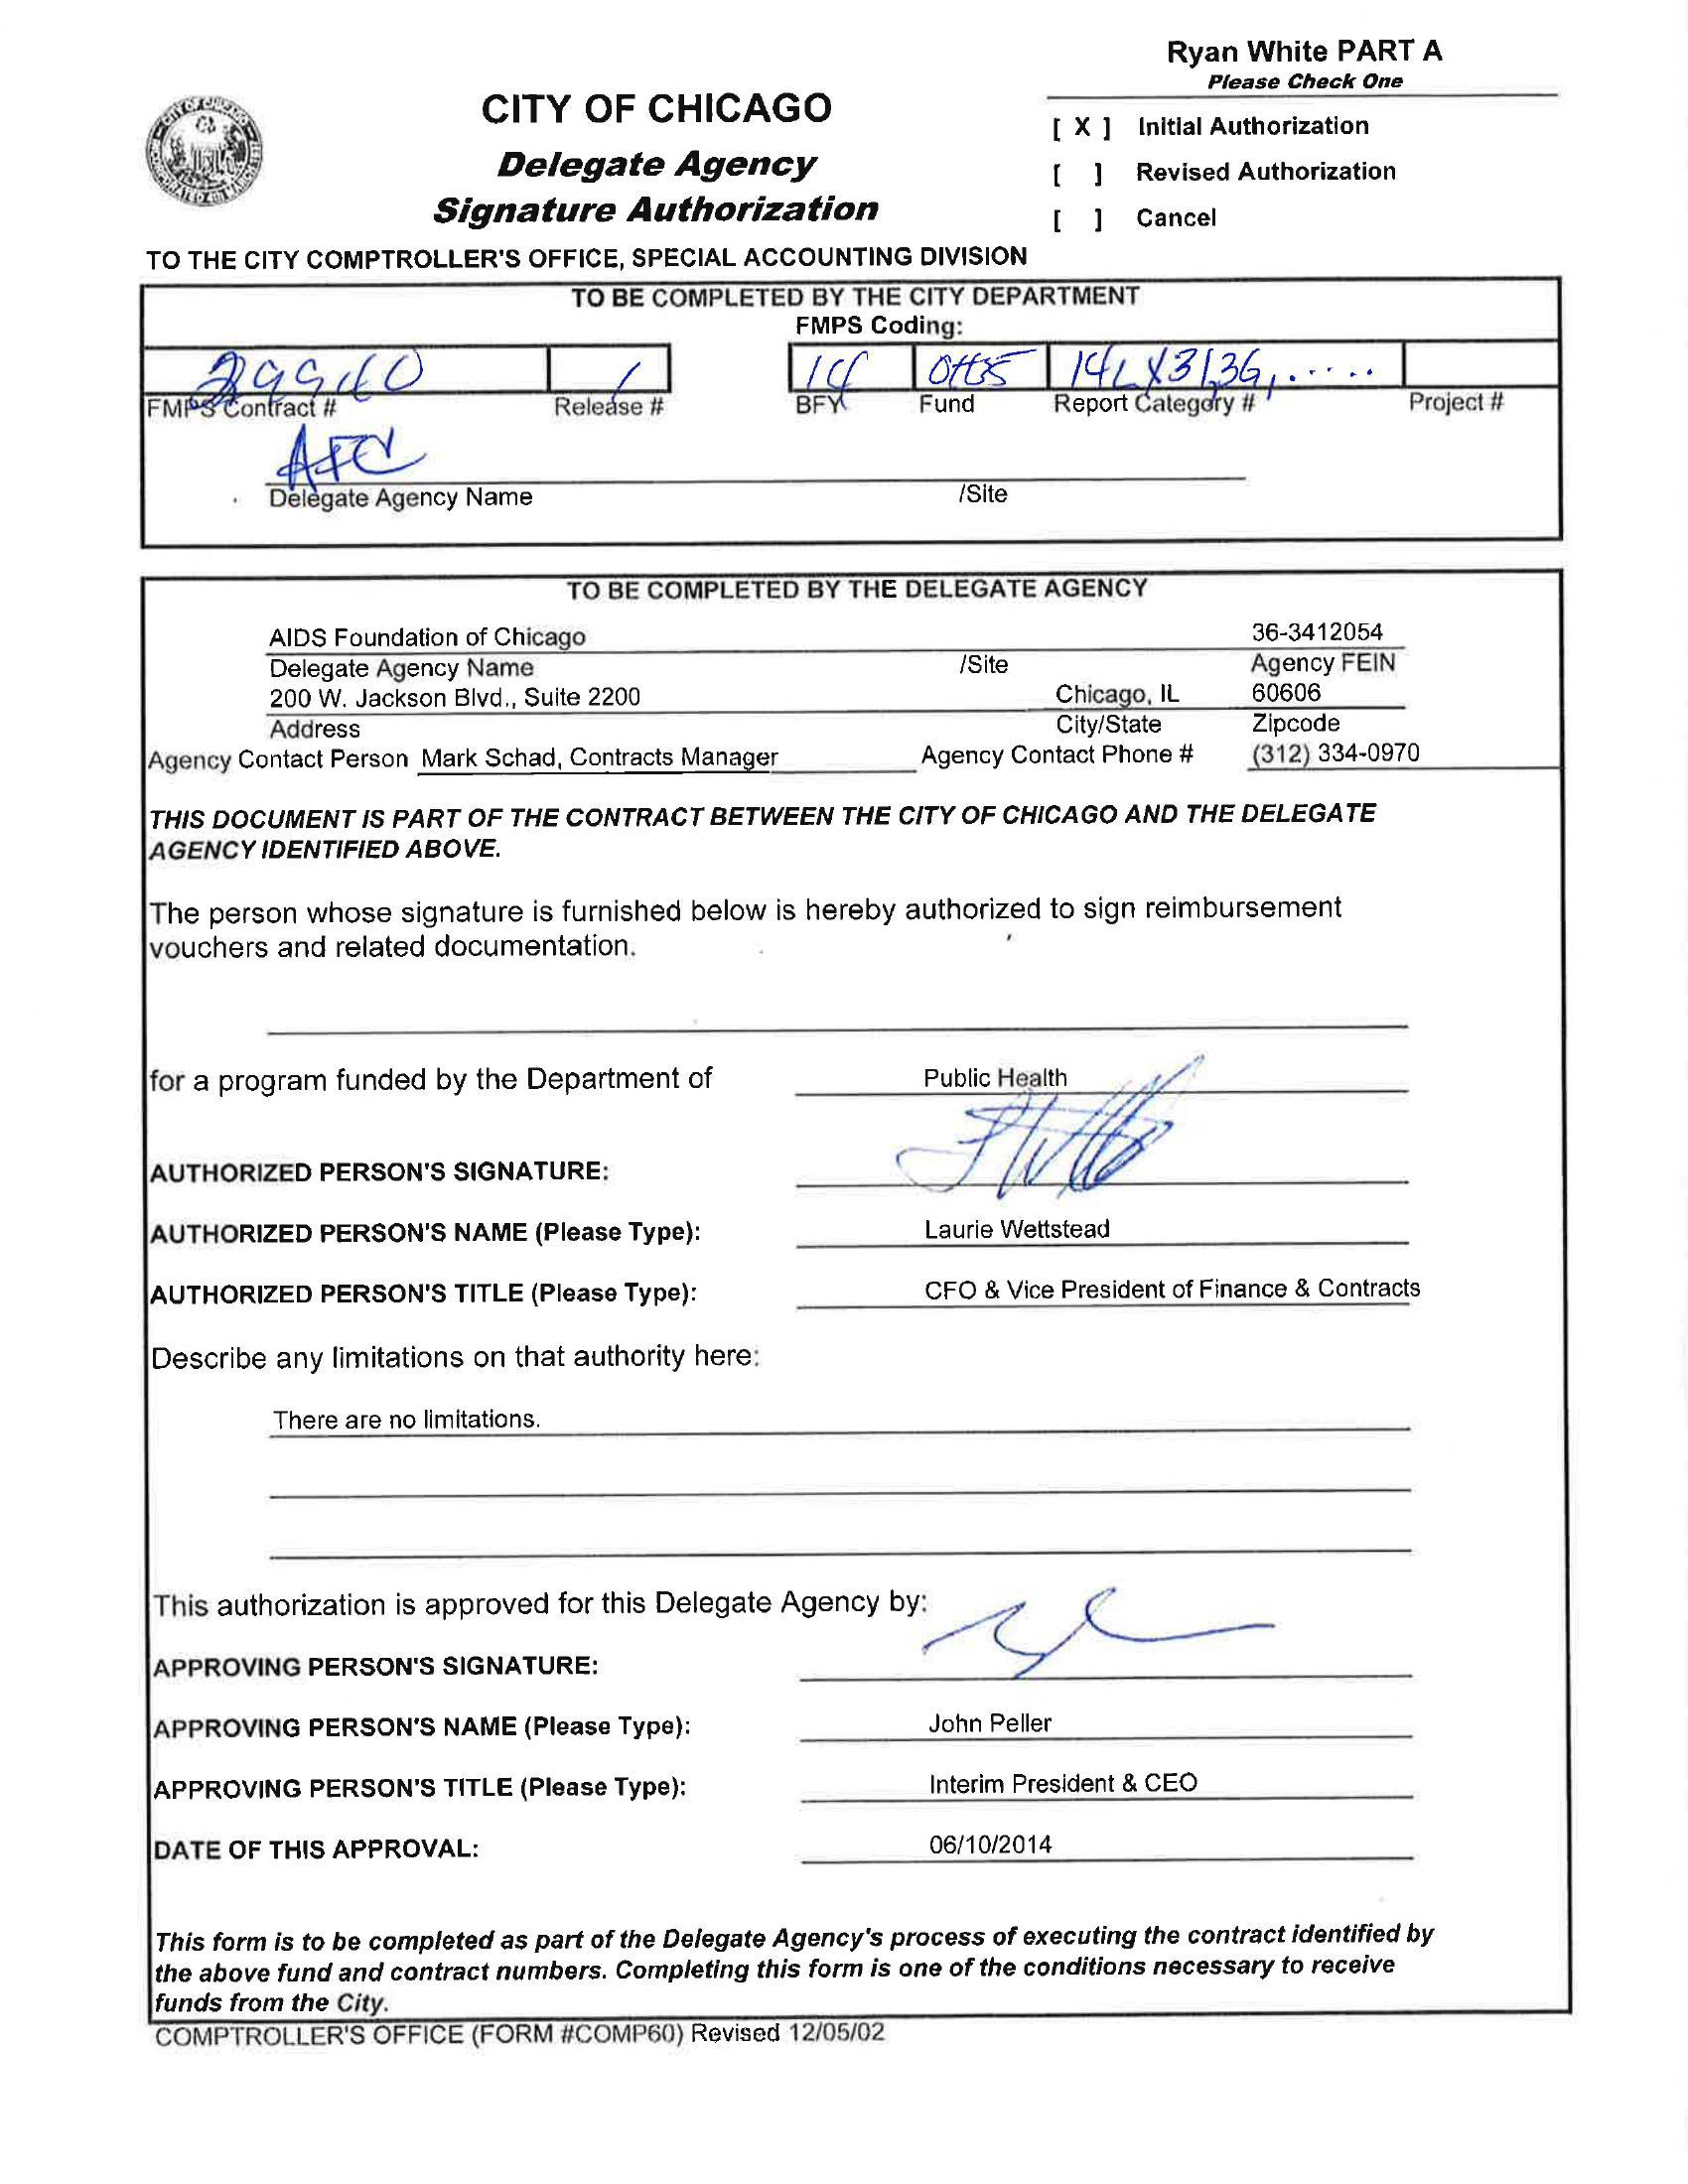 Ryan White PART A
Please Check One
CITY OF CHICAGO
Delegate Agency
Signature Authorization
[ X ] Initial Authorization
[ ] Revised Authorization
[ ] Cancel
TO THE CITY COMPTROLLER'S OFFICE, SPECIAL ACCOUNTING DIVISION
TO BE COMPLETED BY THE CITY DEPARTMENT
FMPS Coding:
1
FMPS Contract # Release # BFY Fund Report Category # Project #
AFC
Delegate Agency Name /Site
TO BE COMPLETED BY THE DELEGATE AGENCY
AIDS Foundation of Chicago 36-3412054
Delegate Agency Name /Site Agency FEIN
200 W. Jackson Blvd., Suite 2200 Chicago, IL 60606
Address City/State Zipcode
Agency Contact Person Mark Schad, Contracts Manager Agency Contact Phone # (312) 334-0970
THIS DOCUMENT IS PART OF THE CONTRACT BETWEEN THE CITY OF CHICAGO AND THE DELEGATE
AGENCY IDENTIFIED ABOVE.
The person whose signature is furnished below is hereby authorized to sign reimbursement
vouchers and related documentation.
for a program funded by the Department of Public Health
AUTHORIZED PERSON'S SIGNATURE:
AUTHORIZED PERSON'S NAME (Please Type): Laurie Wettstead
AUTHORIZED PERSON'S TITLE (Please Type): CFO & Vice President of Finance & Contracts
Describe any limitations on that authority here:
There are no limitations.
This authorization is approved for this Delegate Agency by:
APPROVING PERSON'S SIGNATURE:
APPROVING PERSON'S NAME (Please Type): John Peller
APPROVING PERSON'S TITLE (Please Type): Interim President & CEO
DATE OF THIS APPROVAL: 06/10/2014
This form is to be completed as part of the Delegate Agency's process of executing the contract identified by
the above fund and contract numbers. Completing this form is one of the conditions necessary to receive
funds from the City.
COMPTROLLER'S OFFICE (FORM #COMP60) Revised 12/05/02